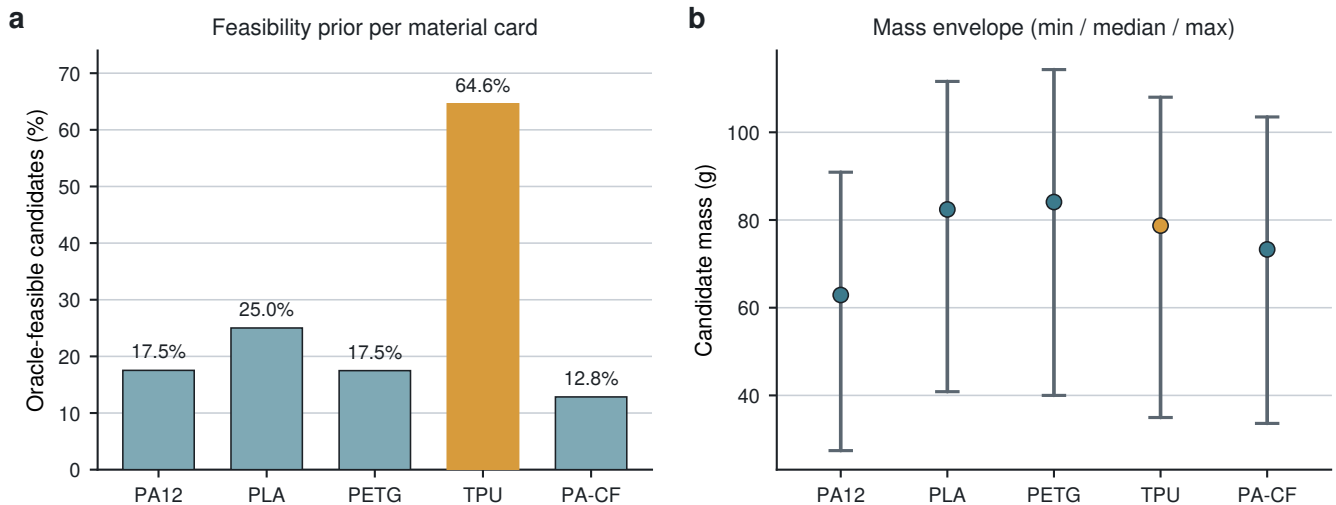 a
Feasibility prior per material card
Oracle-feasible candidates (%)
70
60
50
40
30
20
10
0
17.5%
25.0%
17.5%
64.6%
12.8%
PA12
PLA
PETG
TPU
PA-CF
b
Mass envelope (min / median / max)
Candidate mass (g)
100
80
60
40
PA12
PLA
PETG
TPU
PA-CF